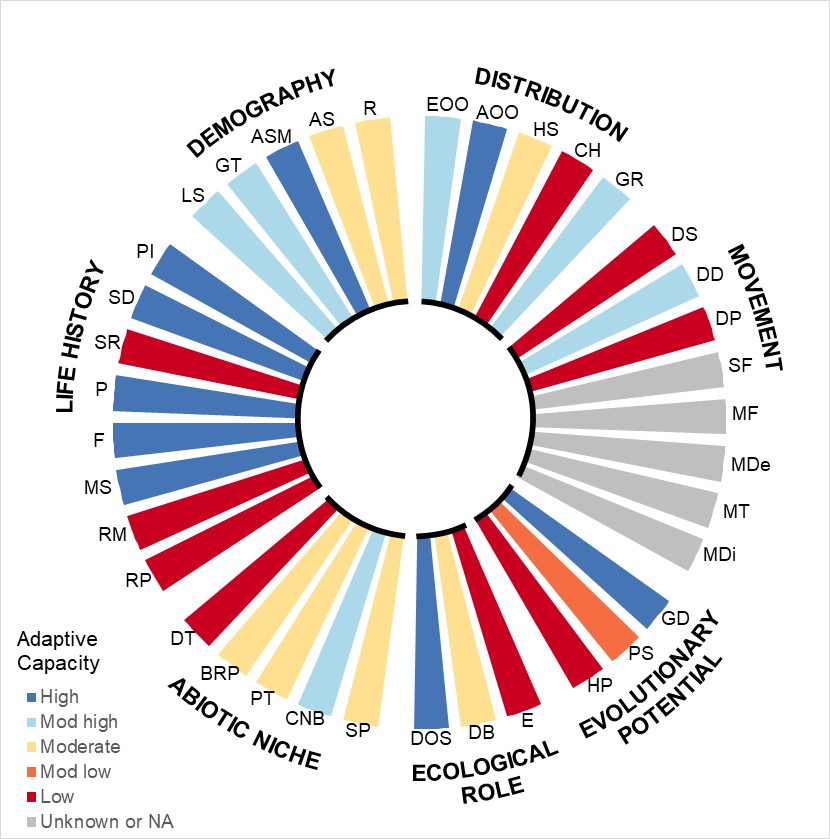 DISTRIBUTION
EOO
AOO
HS
CH
GR
MOVEMENT
DS
DD
DP
SF
MF
MDe
MT
MDi
EVOLUTIONARY
POTENTIAL
GD
PS
HP
ECOLOGICAL
ROLE
E
DB
DOS
ABIOTIC NICHE
SP
CNB
PT
BRP
DT
LIFE HISTORY
RP
RM
MS
F
P
SR
SD
PI
DEMOGRAPHY
LS
GT
ASM
AS
R
Adaptive
Capacity
High
Mod high
Moderate
Mod low
Low
Unknown or NA